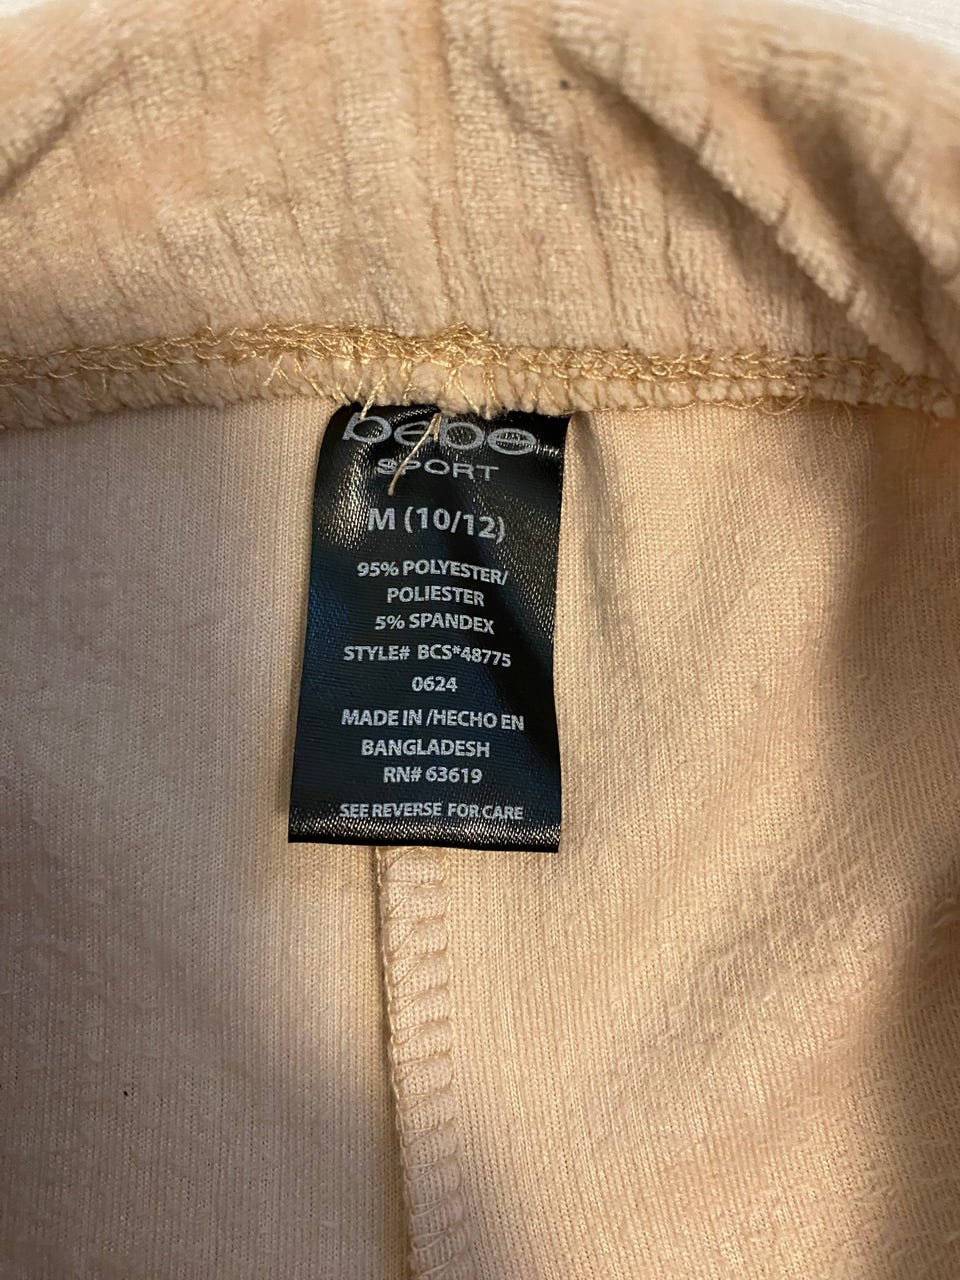 bebe
SPORT
M (10/12)
95% POLYESTER/
POLIESTER
5% SPANDEX
STYLE# BCS*48775
0624
MADE IN /HECHO EN
BANGLADESH
RN# 63619
SEE REVERSE FOR CARE